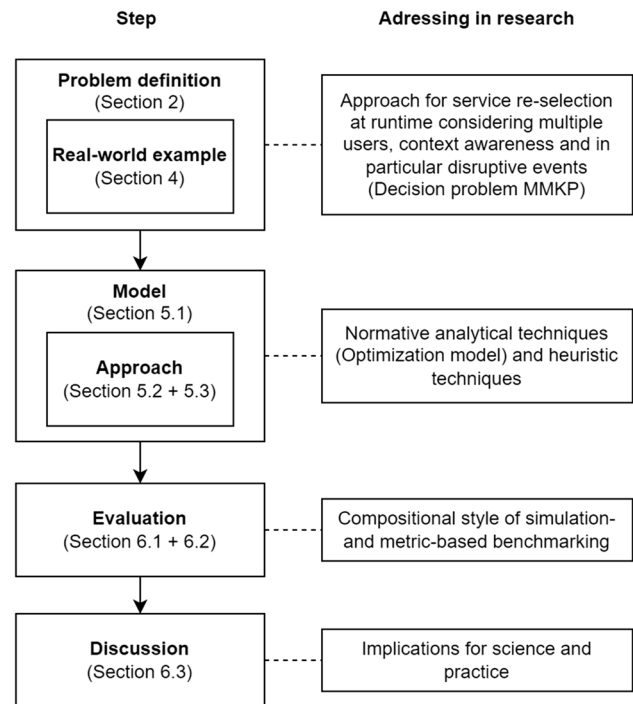 Step
Adressing in research
Problem definition
(Section 2)
Real-world example
(Section 4)
Approach for service re-selection
at runtime considering multiple
users, context awareness and in
particular disruptive events
(Decision problem MMKP)
Model
(Section 5.1)
Approach
(Section 5.2 + 5.3)
Normative analytical techniques
(Optimization model) and heuristic
techniques
Evaluation
(Section 6.1 + 6.2)
Compositional style of simulation-
and metric-based benchmarking
Discussion
(Section 6.3)
Implications for science and
practice